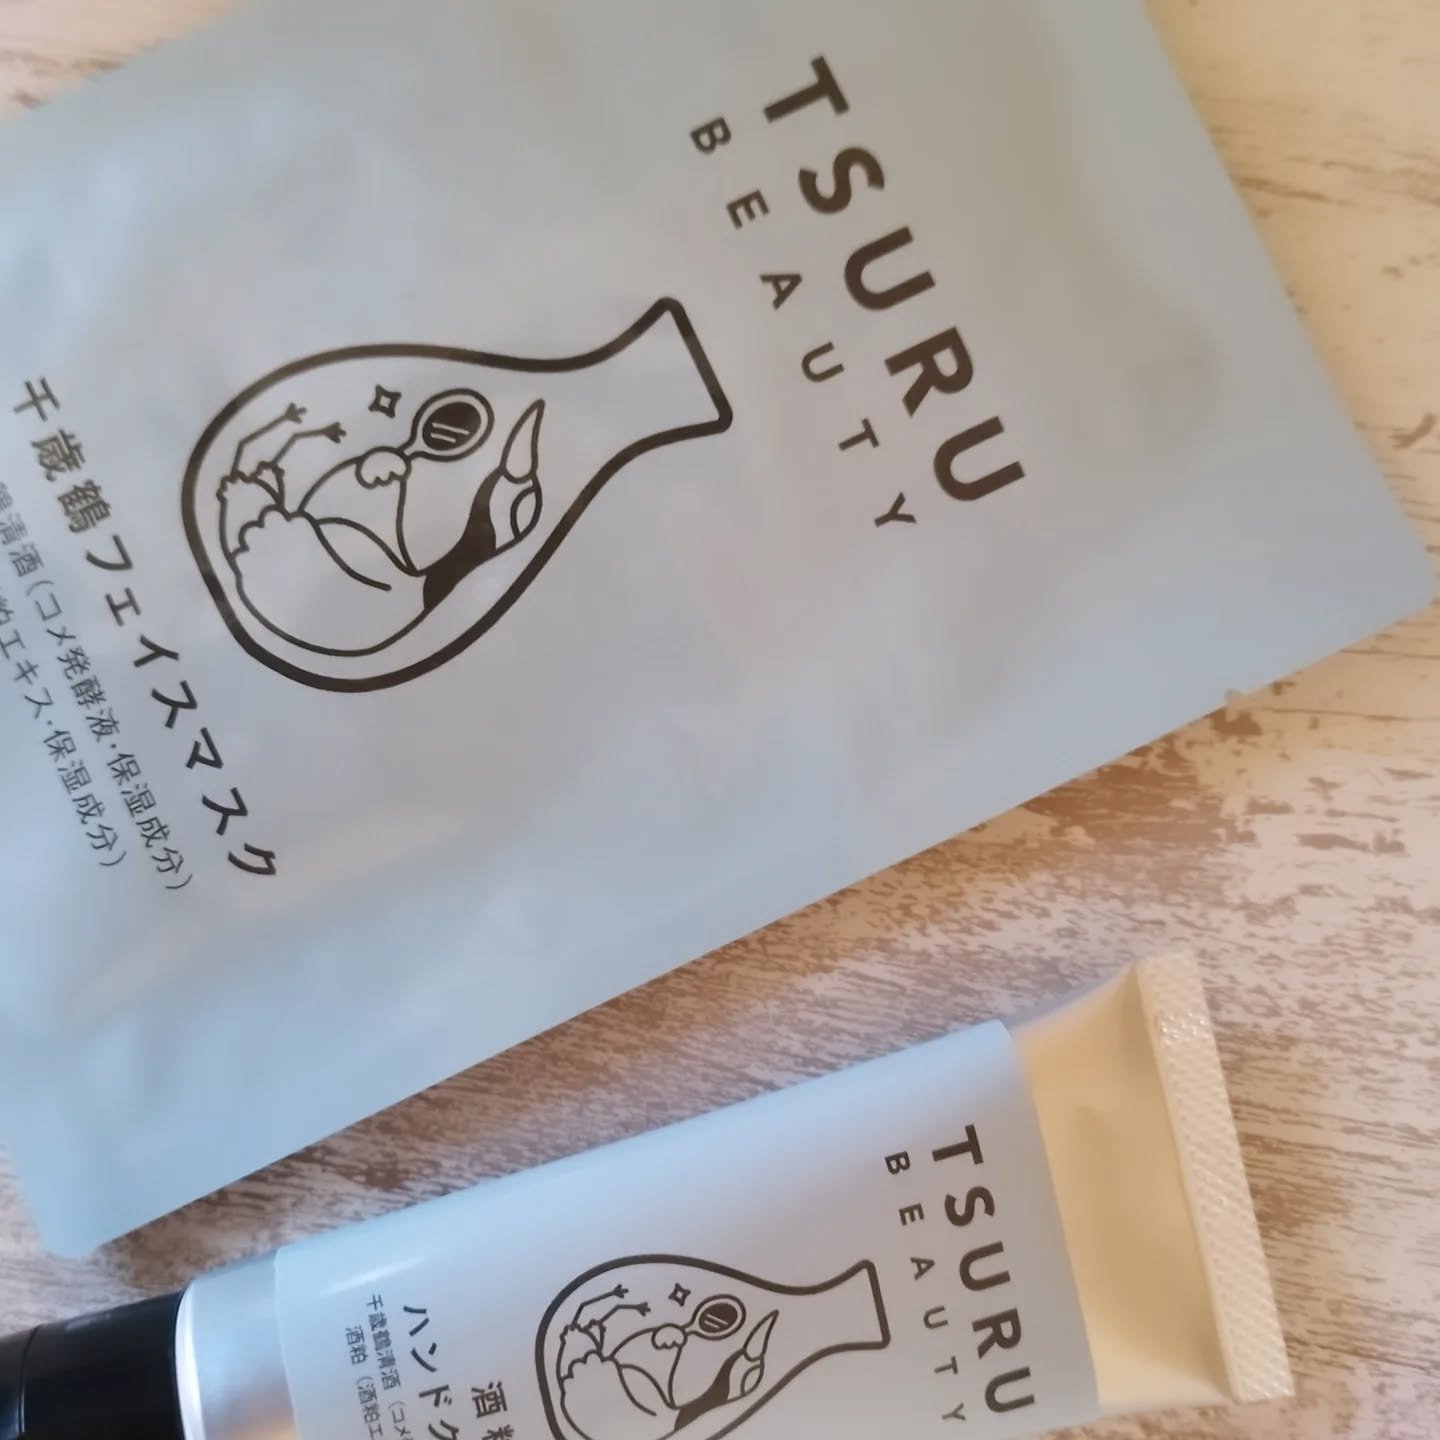 TSURU
BEAUTY
千歳鶴フェイスマスク
鶴清酒(コメ発酵液・保湿成分)
粕エキス・保湿成分)
TSURU
BEAUTY
酒粕
ハンドク
千歳鶴清酒(コメ
酒粕(酒粕エ